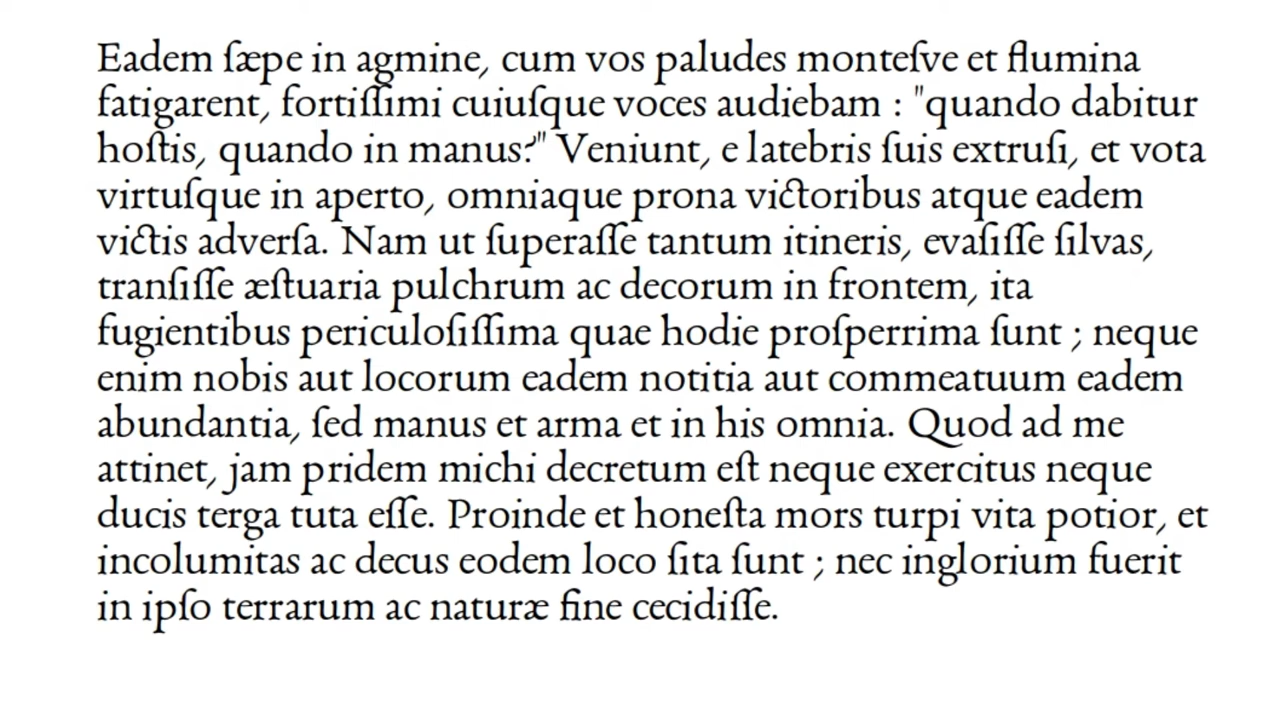 Eadem ſæpe in agmine, cum vos paludes monteſve et flumina
fatigarent, fortiſſimi cuiuſque voces audiebam : "quando dabitur
hoſtis, quando in manus?" Veniunt, e latebris ſuis extruſi, et vota
virtuſque in aperto, omniaque prona victoribus atque eadem
victis adverſa. Nam ut ſuperaſſe tantum itineris, evaſiſſe ſilvas,
tranſiſſe æſtuaria pulchrum ac decorum in frontem, ita
fugientibus periculoſiſſima quae hodie proſperrima ſunt ; neque
enim nobis aut locorum eadem notitia aut commeatuum eadem
abundantia, ſed manus et arma et in his omnia. Quod ad me
attinet, jam pridem michi decretum eſt neque exercitus neque
ducis terga tuta eſſe. Proinde et honeſta mors turpi vita potior, et
incolumitas ac decus eodem loco ſita ſunt ; nec inglorium fuerit
in ipſo terrarum ac naturæ fine cecidiſſe.